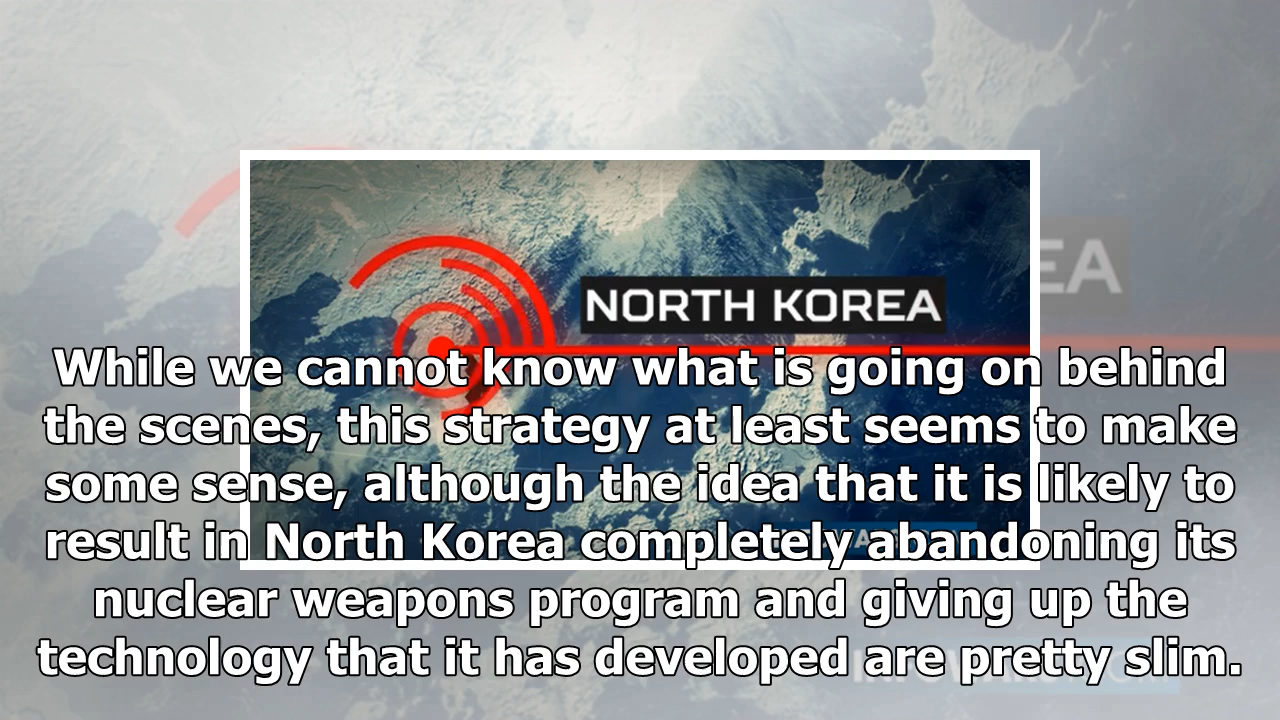 NORTH KOREA
EA
While we cannot know what is going on behind
the scenes, this strategy at least seems to make
some sense, although the idea that it is likely to
result in North Korea completely abandoning its
nuclear weapons program and giving up the
technology that it has developed are pretty slim.